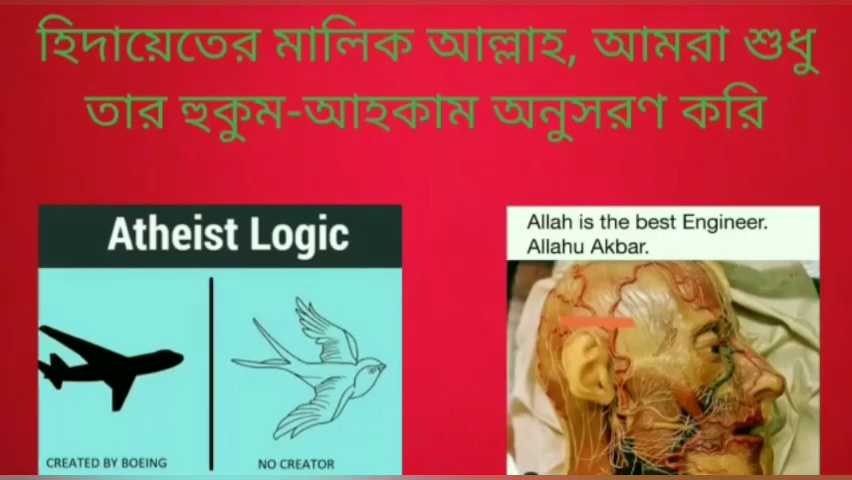 হিদায়েতের মালিক আল্লাহ, আমরা শুধু
তার হুকুম-আহকাম অনুসরণ করি
Atheist Logic
CREATED BY BOEING
NO CREATOR
Allah is the best Engineer.
Allahu Akbar.